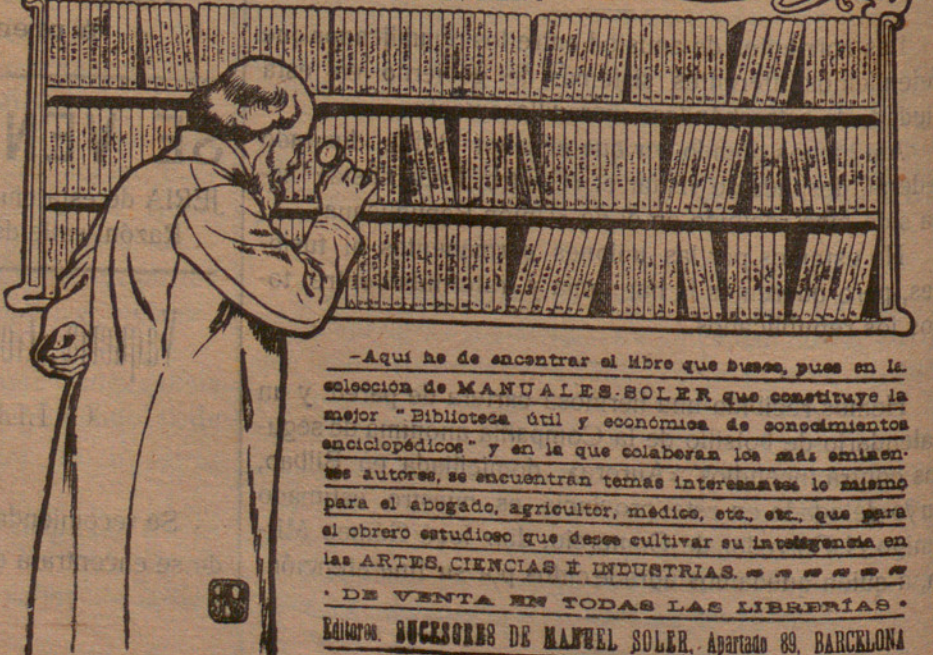 -Aquí he de encontrar el libre que busco, pues en la
colección de MANUALES-SOLER que constituye la
mejor "Biblioteca útil y económica de conocimientos
enciclopédicos" y en la que colaboran los más eminen-
tes autores, se encuentran temas interesantes lo mismo
para el abogado, agricultor, médico, etc., etc., que para
el obrero estudioso que desee cultivar su inteligencia en
las ARTES, CIENCIAS É INDUSTRIAS.
· DE VENTA EN TODAS LAS LIBRERÍAS ·
Editores. SUCESORES DE MANUEL SOLER,-Apartado 89, BARCELONA